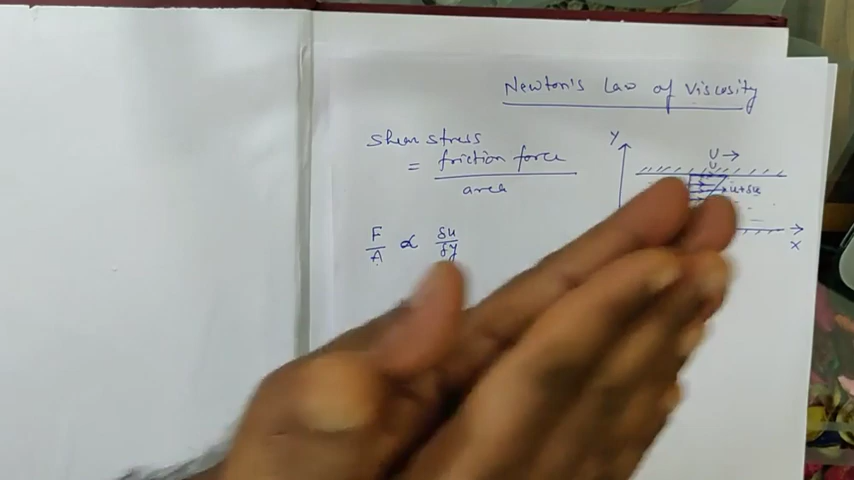 Newton's Law of Viscosity
Shear stress
= friction force
area
Y
U →
u
u+δu
X
F/A ∝ δu/δy